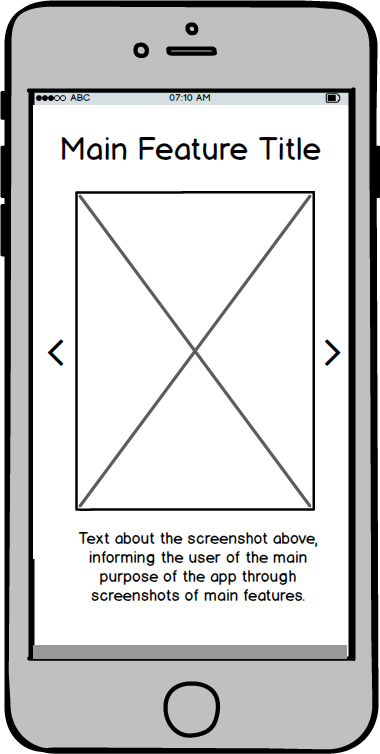 ABC 07:10 AM
Main Feature Title
Text about the screenshot above,
informing the user of the main
purpose of the app through
screenshots of main features.